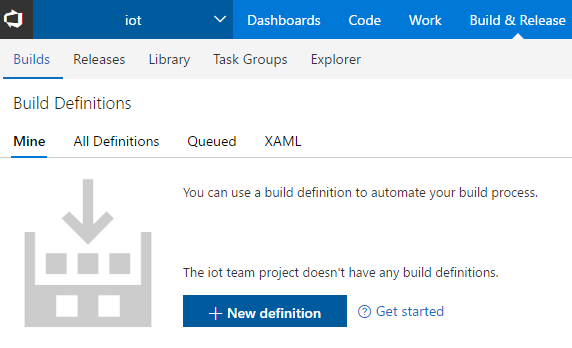 iot Dashboards Code Work Build & Release
Builds Releases Library Task Groups Explorer
Build Definitions
Mine All Definitions Queued XAML
You can use a build definition to automate your build process.
The iot team project doesn't have any build definitions.
+ New definition ? Get started